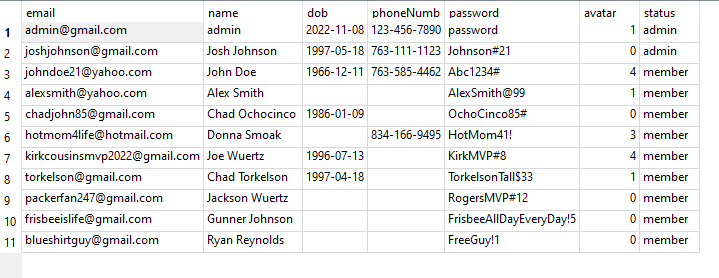 email name dob phoneNumb password avatar status
1 admin@gmail.com admin 2022-11-08 123-456-7890 password 1 admin
2 joshjohnson@gmail.com Josh Johnson 1997-05-18 763-111-1123 Johnson#21 0 admin
3 johndoe21@yahoo.com John Doe 1966-12-11 763-585-4462 Abc1234# 4 member
4 alexsmith@yahoo.com Alex Smith AlexSmith@99 1 member
5 chadjohn85@gmail.com Chad Ochocinco 1986-01-09 OchoCinco85# 0 member
6 hotmom4life@hotmail.com Donna Smoak 834-166-9495 HotMom41! 3 member
7 kirkcousinsmvp2022@gmail.com Joe Wuertz 1996-07-13 KirkMVP#8 4 member
8 torkelson@gmail.com Chad Torkelson 1997-04-18 TorkelsonTall$33 1 member
9 packerfan247@gmail.com Jackson Wuertz RogersMVP#12 0 member
10 frisbeeislife@gmail.com Gunner Johnson FrisbeeAllDayEveryDay!5 0 member
11 blueshirtguy@gmail.com Ryan Reynolds FreeGuy!1 0 member